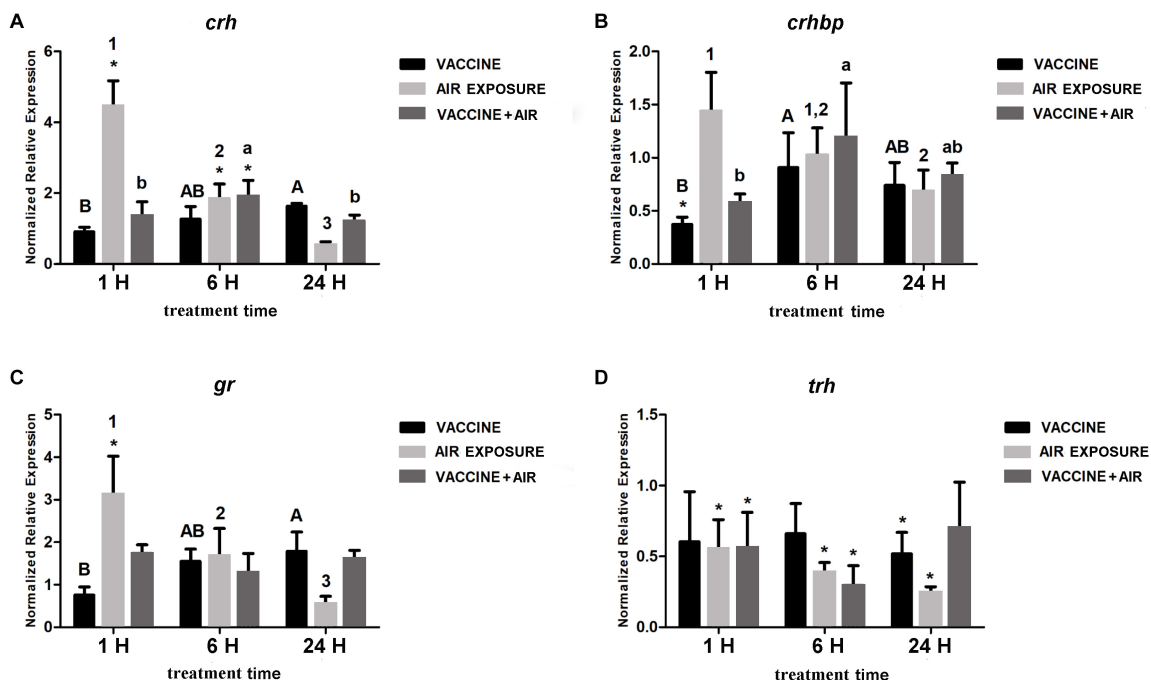 A
crh
Normalized Relative Expression
6
4
2
0
1
*
B
b
2
*
a
*
AB
A
3
b
1 H
6 H
24 H
treatment time
VACCINE
AIR EXPOSURE
VACCINE+AIR
B
crhbp
Normalized Relative Expression
2.0
1.5
1.0
0.5
0.0
B
*
1
b
A
1,2
a
AB
2
ab
1 H
6 H
24 H
treatment time
VACCINE
AIR EXPOSURE
VACCINE+AIR
C
gr
Normalized Relative Expression
5
4
3
2
1
0
1
*
B
AB
2
A
3
1 H
6 H
24 H
treatment time
VACCINE
AIR EXPOSURE
VACCINE+AIR
D
trh
Normalized Relative Expression
1.5
1.0
0.5
0.0
* *
* *
*
*
1 H
6 H
24 H
treatment time
VACCINE
AIR EXPOSURE
VACCINE+AIR